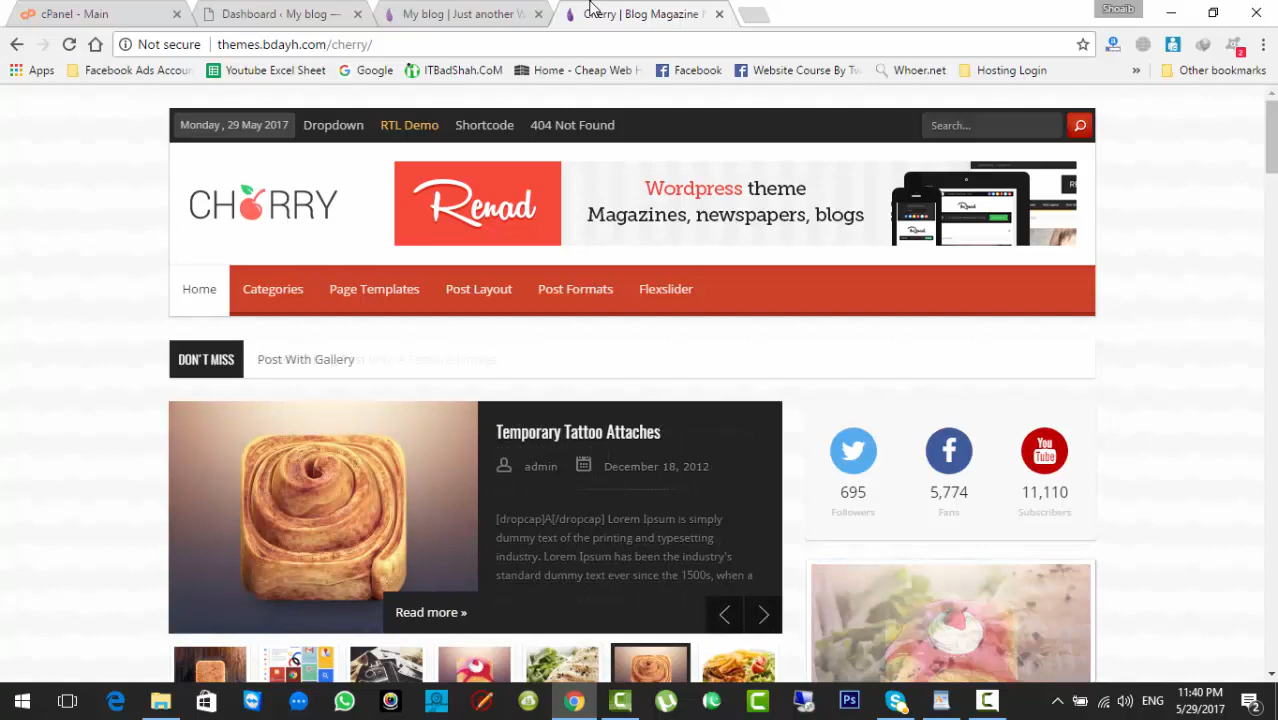 cPanel - Main
Dashboard ‹ My blog —
My blog | Just another W
Cherry | Blog Magazine
Shoaib
Not secure
themes.bdayh.com/cherry/
Apps
Facebook Ads Accou
Youtube Excel Sheet
Google
ITBadShah.CoM
Home - Cheap Web H
Facebook
Website Course By Tw
Whoer.net
Hosting Login
»
Other bookmarks
Monday , 29 May 2017
Dropdown
RTL Demo
Shortcode
404 Not Found
Search...
CHERRY
Renad
Wordpress theme
Magazines, newspapers, blogs
Home
Categories
Page Templates
Post Layout
Post Formats
Flexslider
DON'T MISS
Post With Gallery
Temporary Tattoo Attaches
admin
December 18, 2012
[dropcap]A[/dropcap] Lorem Ipsum is simply
dummy text of the printing and typesetting
industry. Lorem Ipsum has been the industry's
standard dummy text ever since the 1500s, when a
Read more »
You
Tube
695
5,774
11,110
Followers
Fans
Subscribers
ENG
11:40 PM
5/29/2017
2